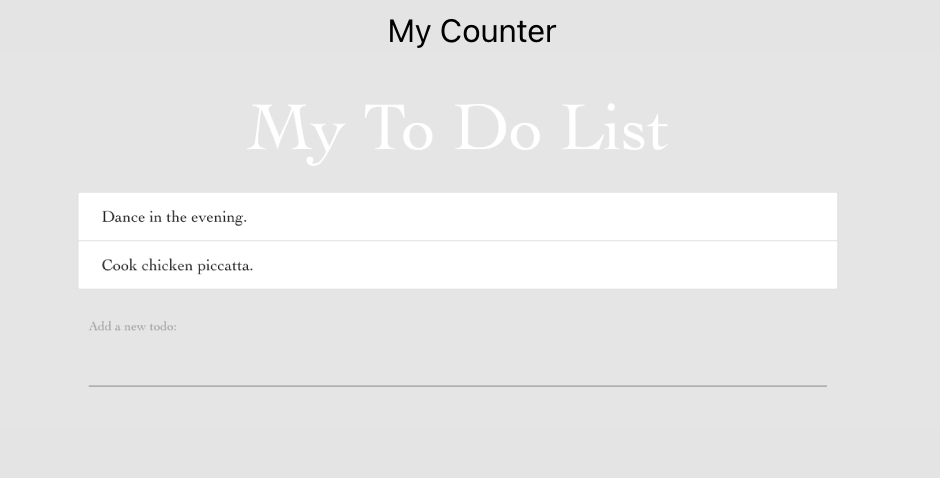 My Counter
My To Do List
Dance in the evening.
Cook chicken piccatta.
Add a new todo: